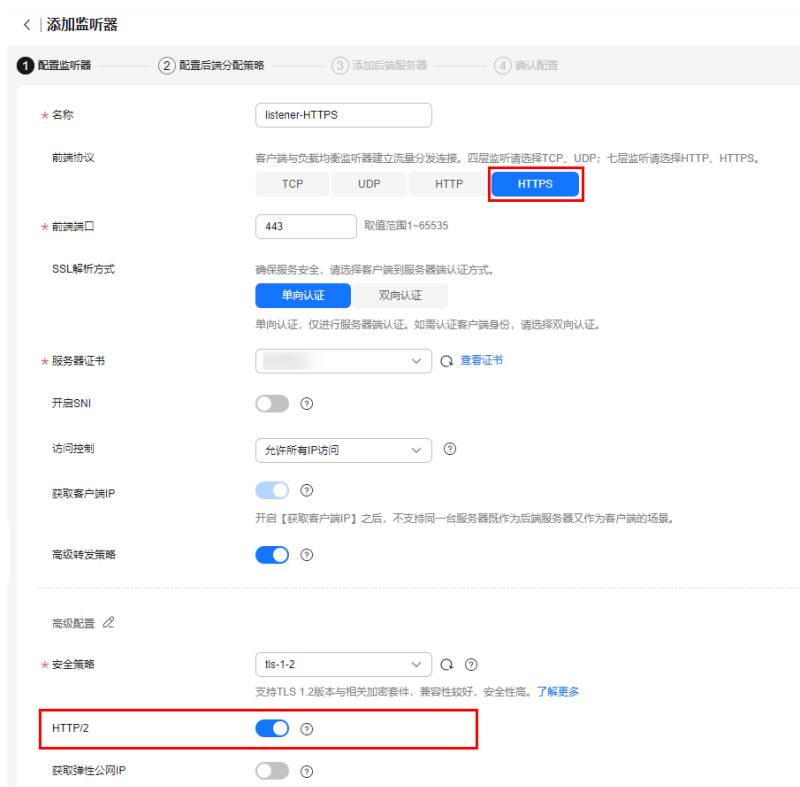 添加监听器
1 配置监听器 2 配置后端分配策略 3 添加后端服务器 4 确认配置
* 名称 listener-HTTPS
前端协议 客户端与负载均衡监听器建立流量分发连接。四层监听请选择TCP、UDP；七层监听请选择HTTP、HTTPS。
TCP UDP HTTP HTTPS
* 前端端口 443 取值范围1~65535
SSL解析方式 确保服务安全，请选择客户端到服务器端认证方式。
单向认证 双向认证
单向认证，仅进行服务器端认证。如需认证客户端身份，请选择双向认证。
* 服务器证书 查看证书
开启SNI
访问控制 允许所有IP访问
获取客户端IP
开启【获取客户端IP】之后，不支持同一台服务器既作为后端服务器又作为客户端的场景。
高级转发策略
高级配置
* 安全策略 tls-1-2
支持TLS 1.2版本与相关加密套件，兼容性较好，安全性高。了解更多
HTTP/2
获取弹性公网IP